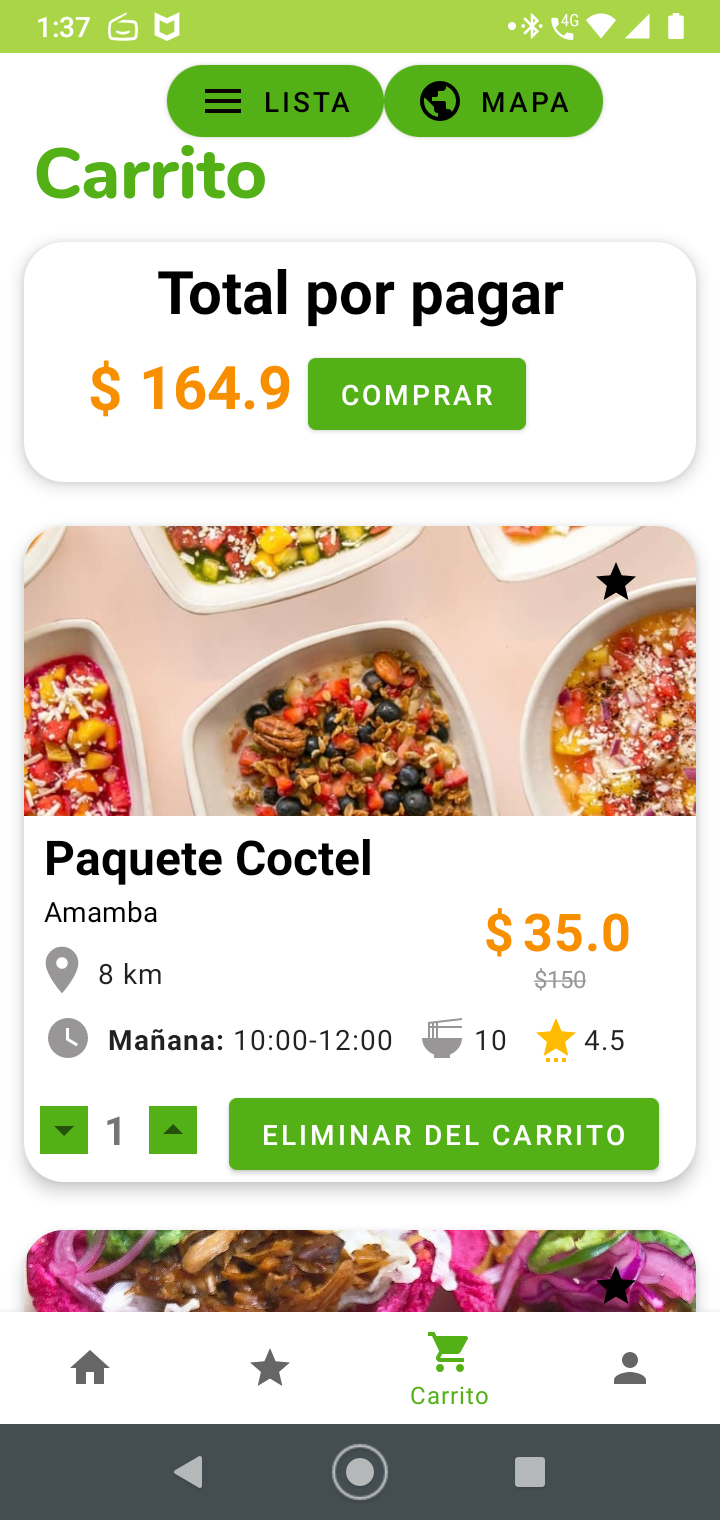 1:37
4G
LISTA MAPA
Carrito
Total por pagar
$ 164.9 COMPRAR
Paquete Coctel
Amamba
$ 35.0
8 km
$150
Mañana: 10:00-12:00 10 4.5
1 ELIMINAR DEL CARRITO
Carrito